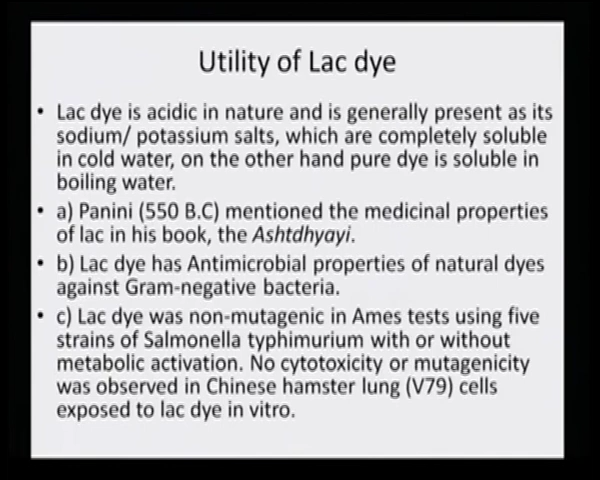 Utility of Lac dye
• Lac dye is acidic in nature and is generally present as its
sodium/ potassium salts, which are completely soluble
in cold water, on the other hand pure dye is soluble in
boiling water.
• a) Panini (550 B.C) mentioned the medicinal properties
of lac in his book, the Ashtdhyayi.
• b) Lac dye has Antimicrobial properties of natural dyes
against Gram-negative bacteria.
• c) Lac dye was non-mutagenic in Ames tests using five
strains of Salmonella typhimurium with or without
metabolic activation. No cytotoxicity or mutagenicity
was observed in Chinese hamster lung (V79) cells
exposed to lac dye in vitro.